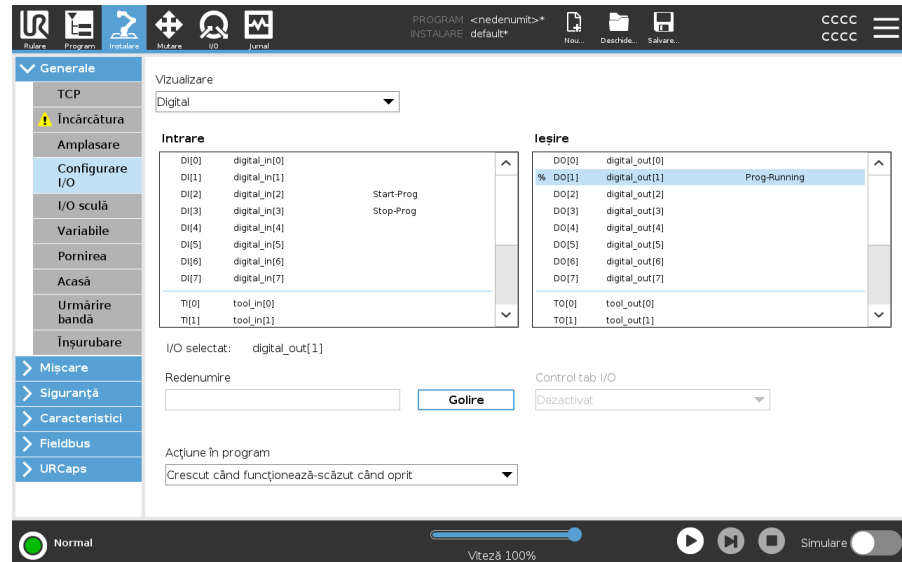 PROGRAM <nedenumit>*
INSTALARE default*
CCCC
CCCC
Rulare Program Instalare Mutare I/O Jurnal Nou... Deschide... Salvare...
Generale
TCP
Încărcătura
Amplasare
Configurare
I/O
I/O sculă
Variabile
Pornirea
Acasă
Urmărire
bandă
Înșurubare
Mișcare
Siguranță
Caracteristici
Fieldbus
URCaps
Vizualizare
Digital
Intrare
DI[0] digital_in[0]
DI[1] digital_in[1]
DI[2] digital_in[2] Start-Prog
DI[3] digital_in[3] Stop-Prog
DI[4] digital_in[4]
DI[5] digital_in[5]
DI[6] digital_in[6]
DI[7] digital_in[7]
TI[0] tool_in[0]
TI[1] tool_in[1]
Ieșire
DO[0] digital_out[0]
% DO[1] digital_out[1] Prog-Running
DO[2] digital_out[2]
DO[3] digital_out[3]
DO[4] digital_out[4]
DO[5] digital_out[5]
DO[6] digital_out[6]
DO[7] digital_out[7]
TO[0] tool_out[0]
TO[1] tool_out[1]
I/O selectat: digital_out[1]
Redenumire
Golire
Control tab I/O
Dezactivat
Acțiune în program
Crescut când funcționează-scăzut când oprit
Normal
Viteză 100%
Simulare